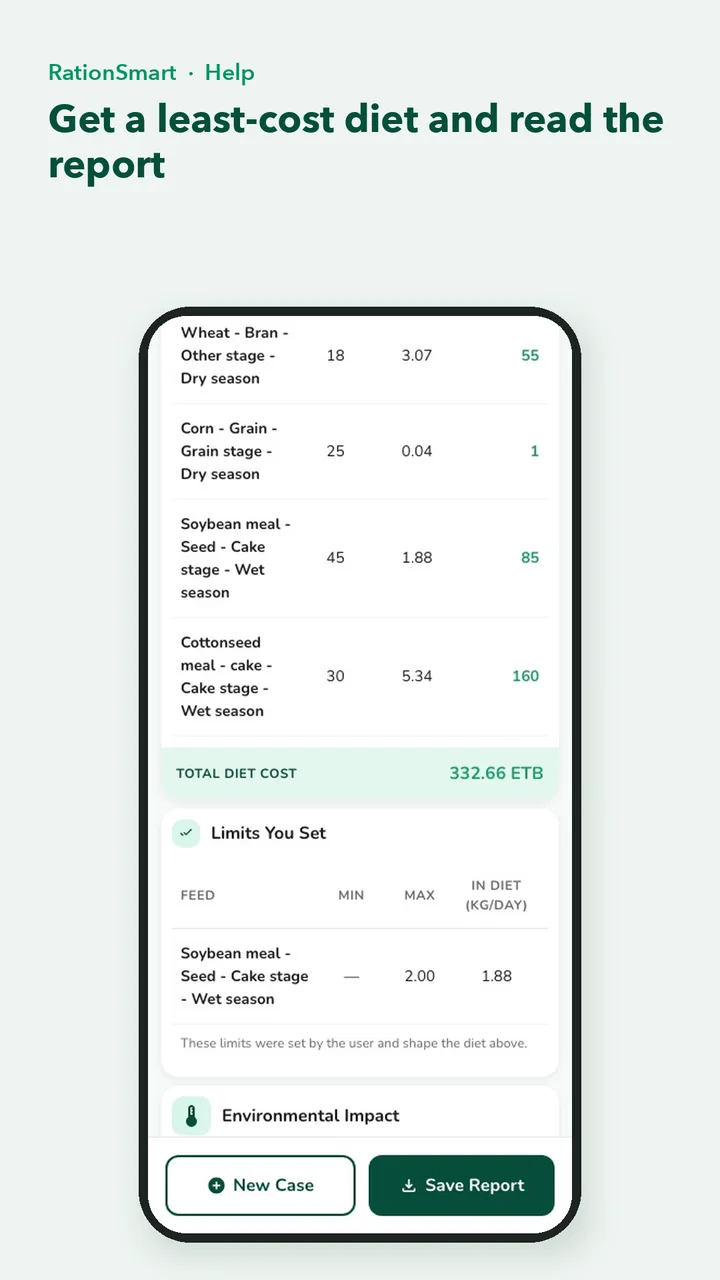 RationSmart · Help
Get a least-cost diet and read the
report
Wheat - Bran -
Other stage -
Dry season
18
3.07
55
Corn - Grain -
Grain stage -
Dry season
25
0.04
1
Soybean meal -
Seed - Cake
stage - Wet
season
45
1.88
85
Cottonseed
meal - cake -
Cake stage -
Wet season
30
5.34
160
TOTAL DIET COST
332.66 ETB
Limits You Set
FEED
MIN
MAX
IN DIET
(KG/DAY)
Soybean meal -
Seed - Cake stage
- Wet season
—
2.00
1.88
These limits were set by the user and shape the diet above.
Environmental Impact
New Case
Save Report